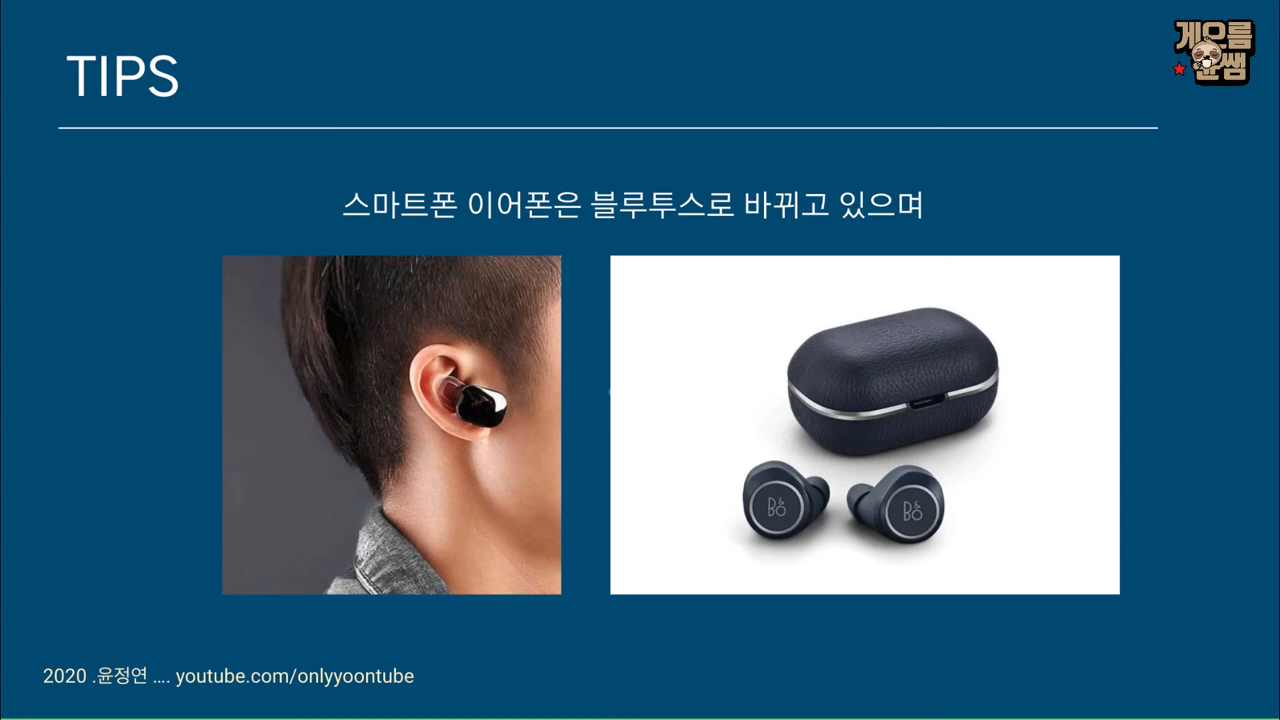 TIPS
게으름
윤쌤
스마트폰 이어폰은 블루투스로 바뀌고 있으며
B&O
B&O
2020 .윤정연 .... youtube.com/onlyyoontube